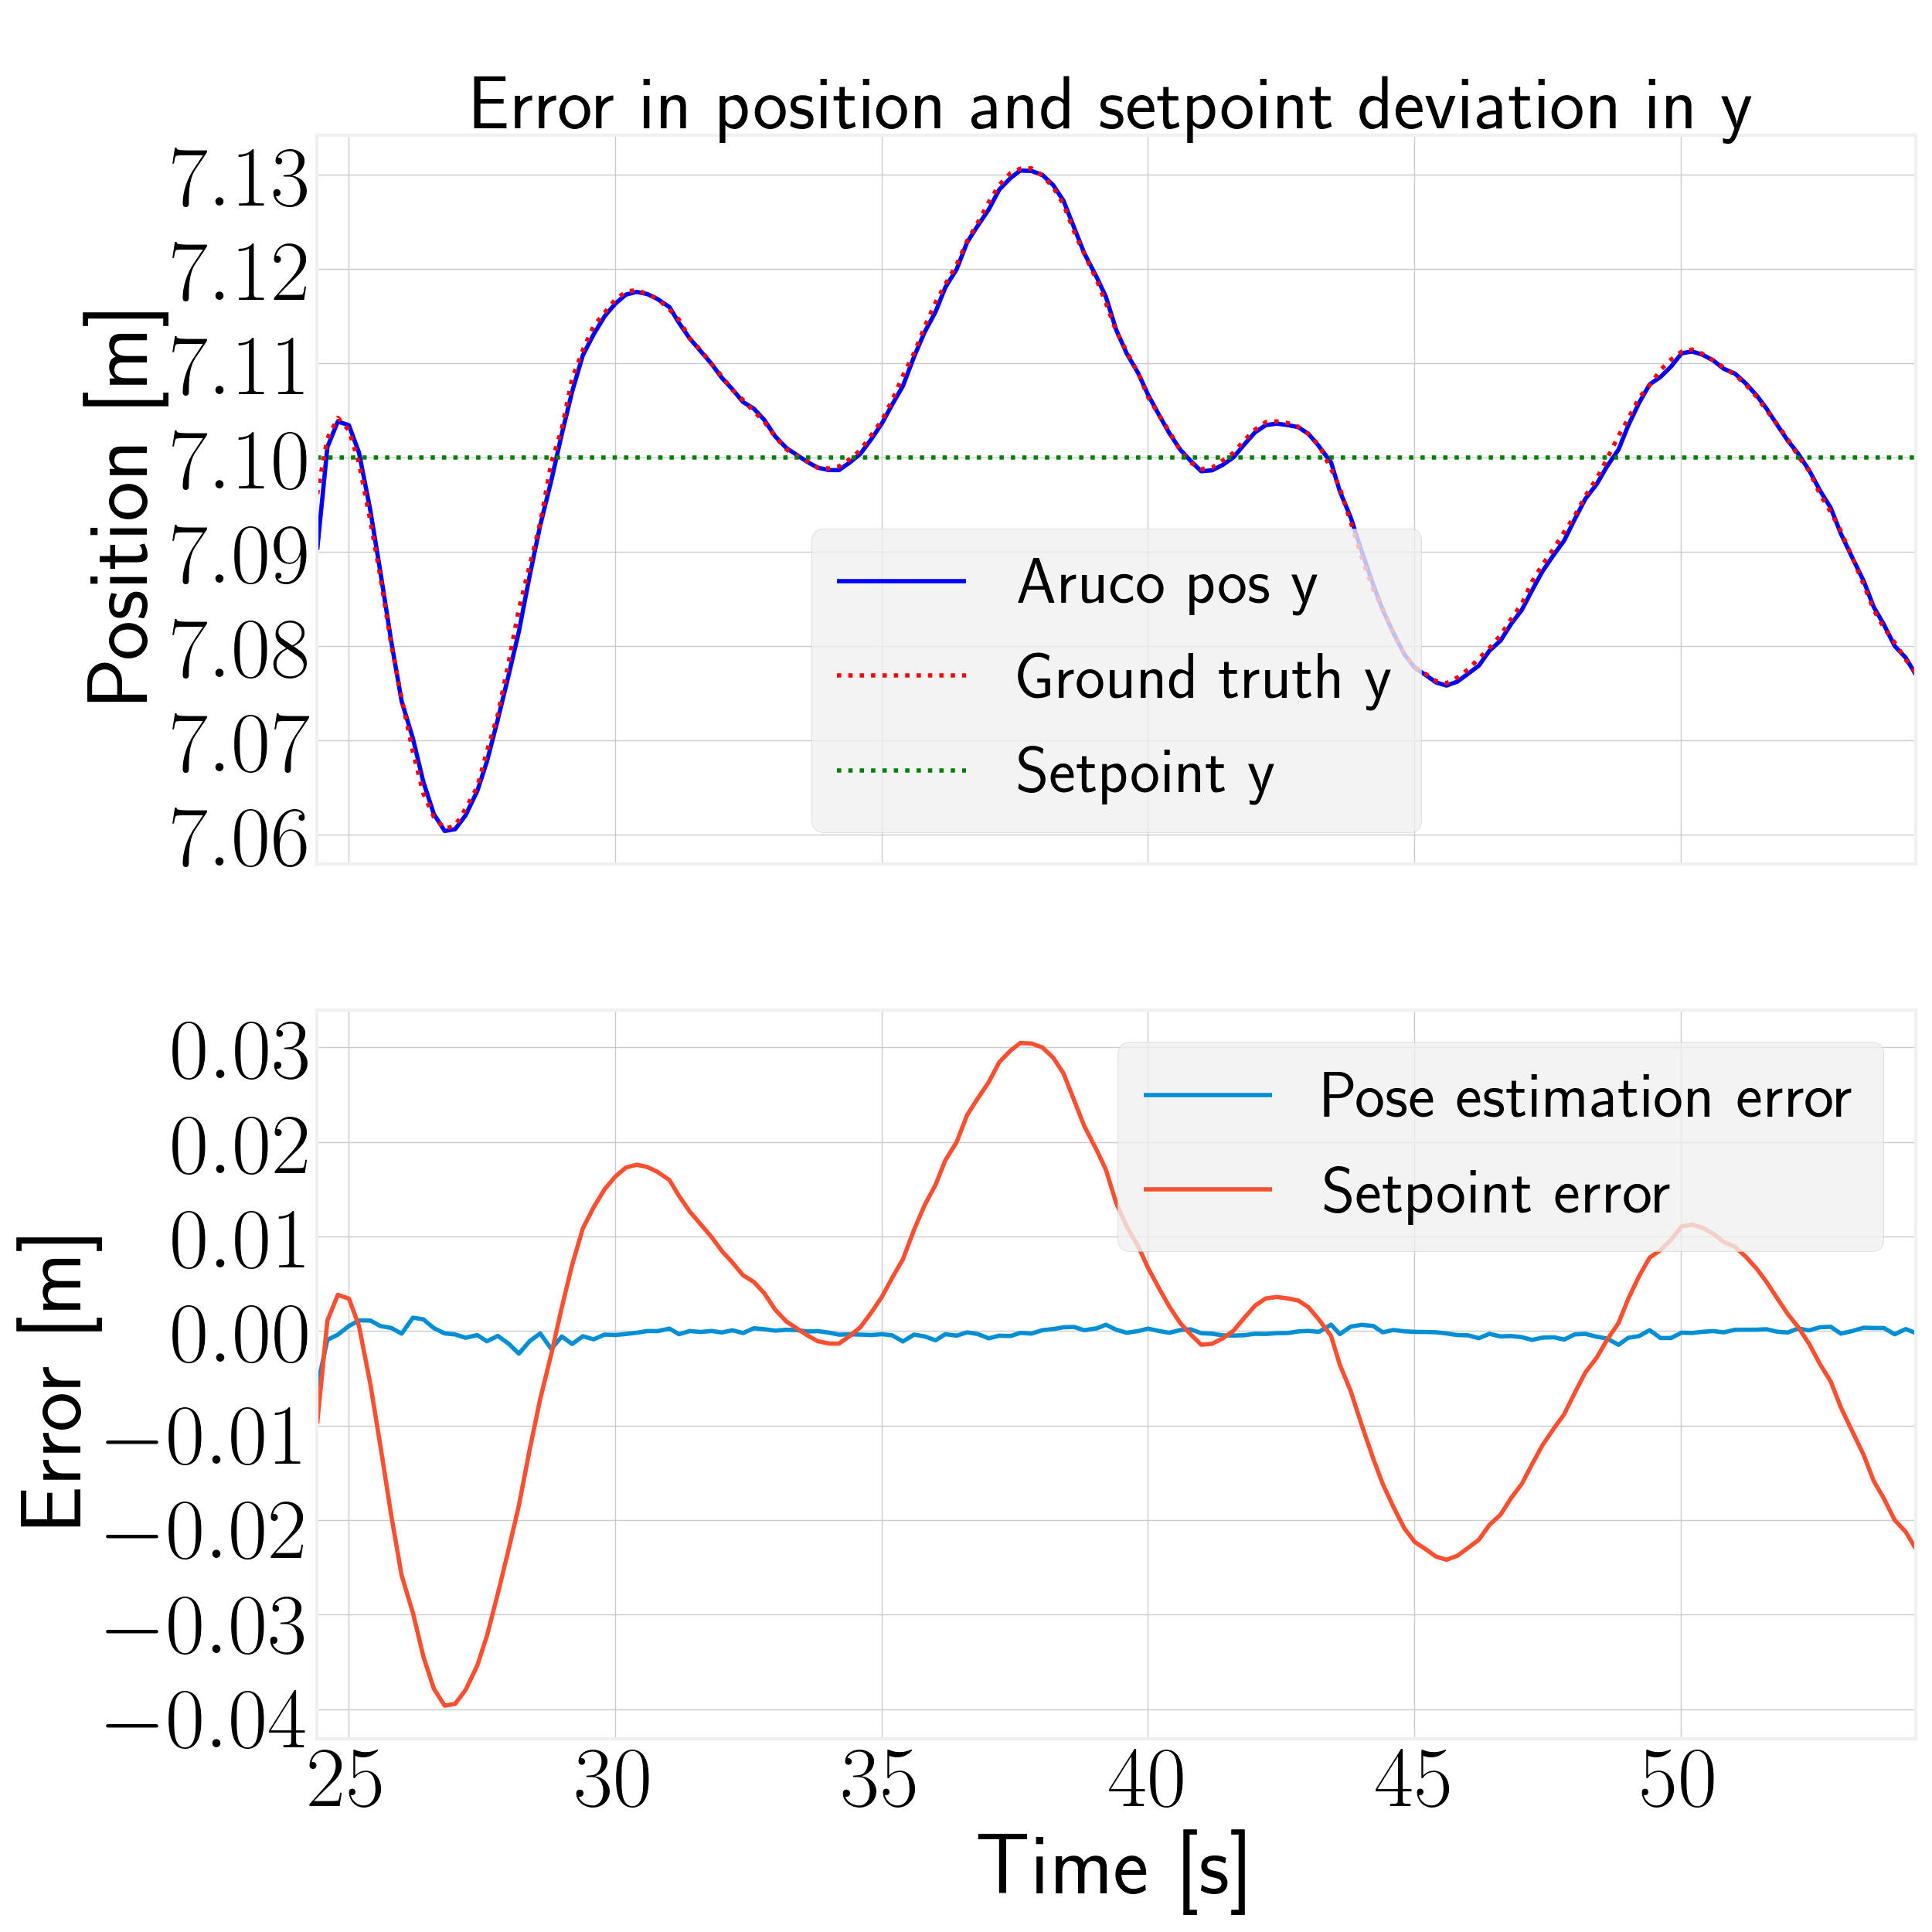 Error in position and setpoint deviation in y
Position [m]
7.13
7.12
7.11
7.10
7.09
7.08
7.07
7.06
Aruco pos y
Ground truth y
Setpoint y
Error [m]
0.03
0.02
0.01
0.00
−0.01
−0.02
−0.03
−0.04
Pose estimation error
Setpoint error
25 30 35 40 45 50
Time [s]